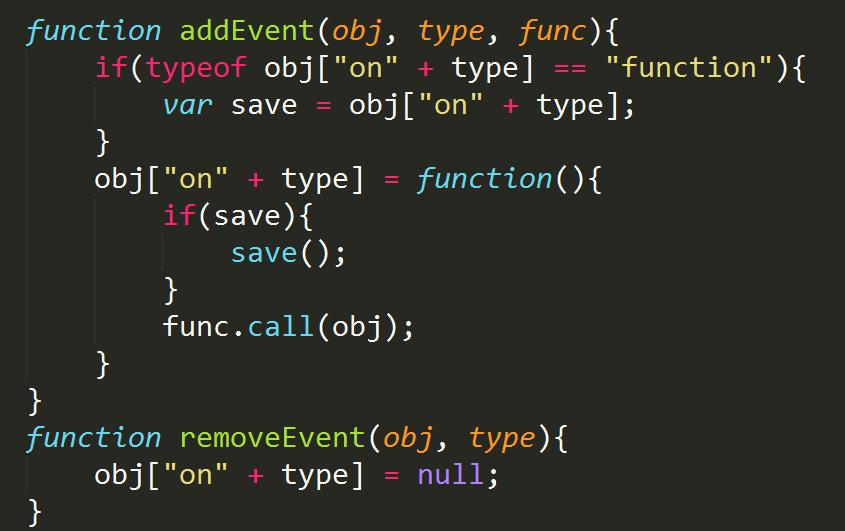 function addEvent(obj, type, func){
    if(typeof obj["on" + type] == "function"){
        var save = obj["on" + type];
    }
    obj["on" + type] = function(){
        if(save){
            save();
        }
        func.call(obj);
    }
}
function removeEvent(obj, type){
    obj["on" + type] = null;
}